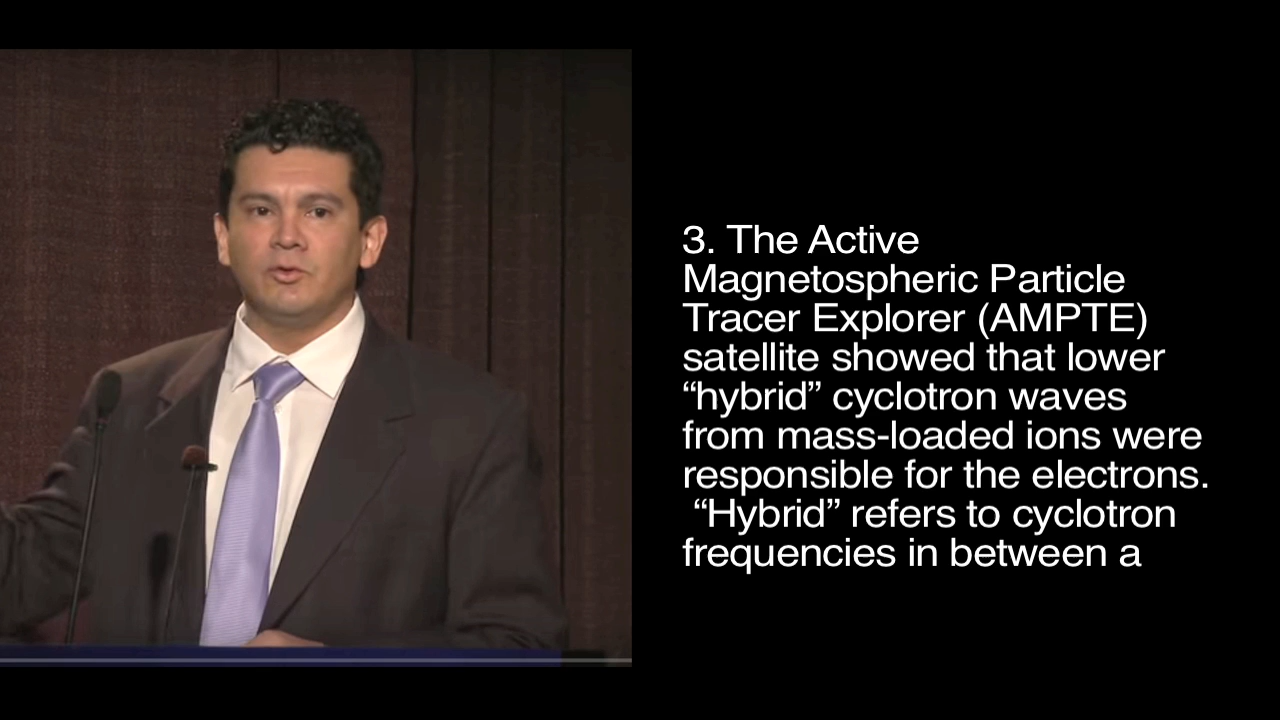 3. The Active
Magnetospheric Particle
Tracer Explorer (AMPTE)
satellite showed that lower
“hybrid” cyclotron waves
from mass-loaded ions were
responsible for the electrons.
“Hybrid” refers to cyclotron
frequencies in between a